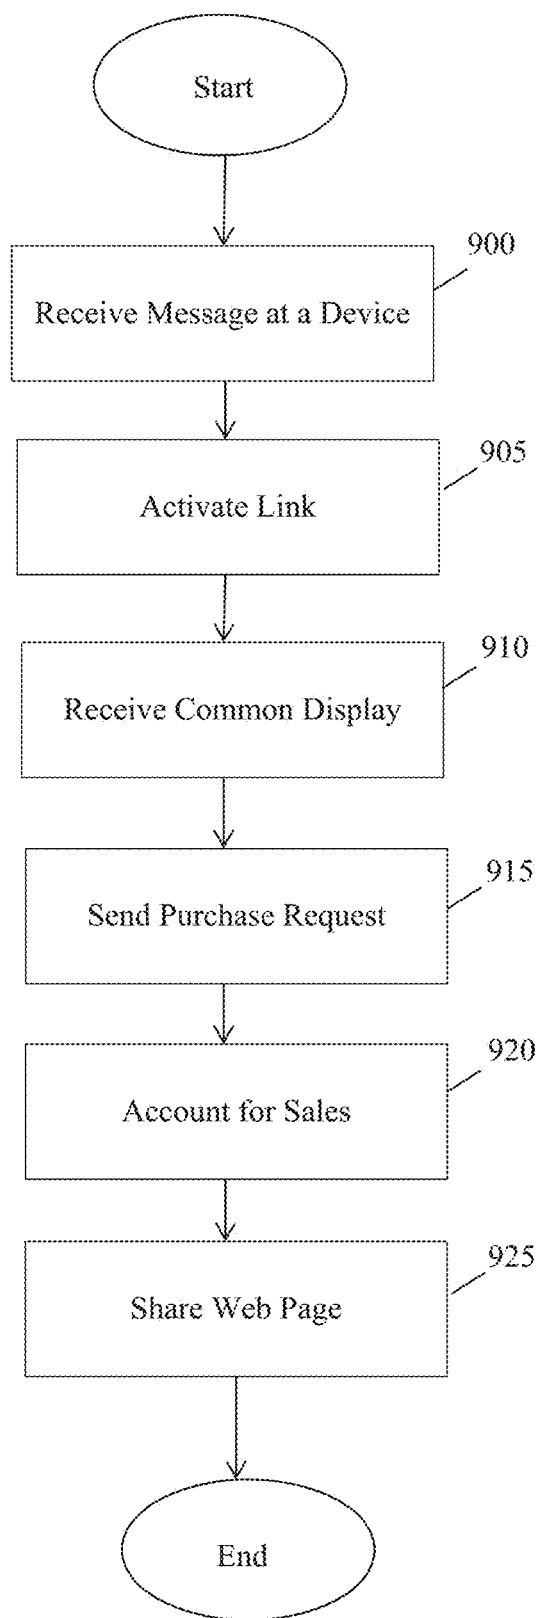 Start
900
Receive Message at a Device
905
Activate Link
910
Receive Common Display
915
Send Purchase Request
920
Account for Sales
925
Share Web Page
End